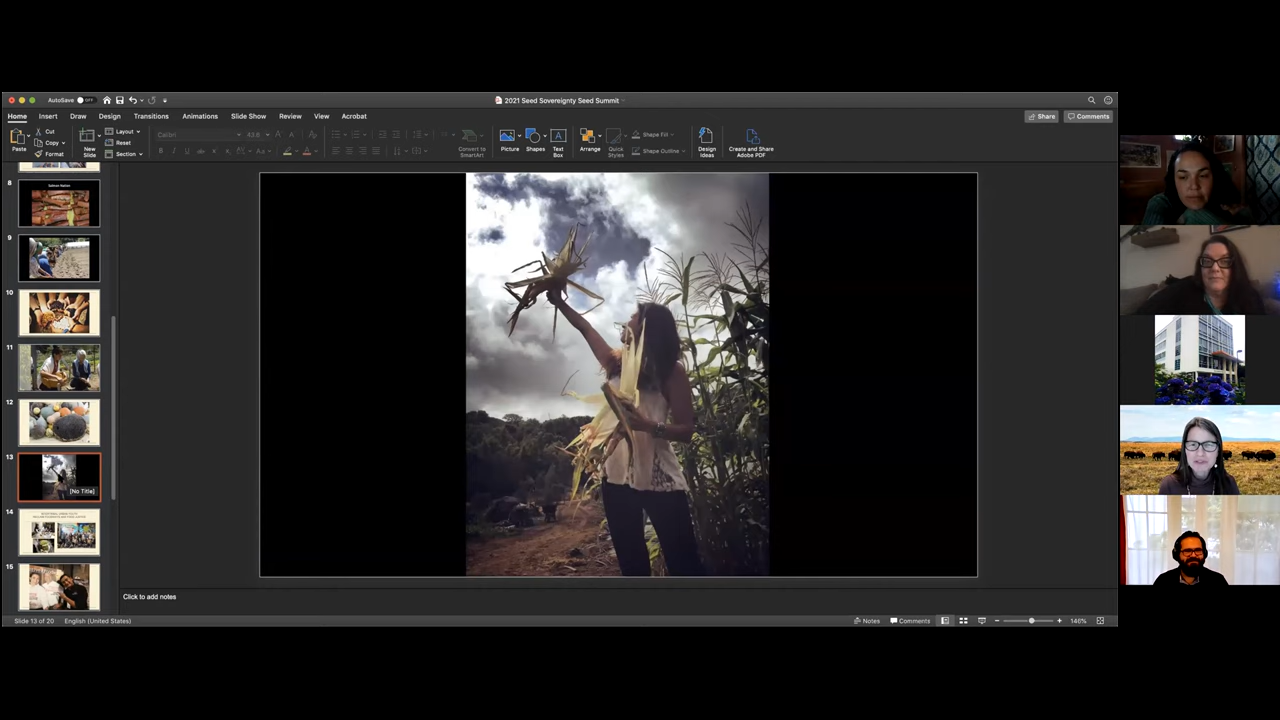 AutoSave OFF
2021 Seed Sovereignty Seed Summit
Home Insert Draw Design Transitions Animations Slide Show Review View Acrobat
Share Comments
Paste
Cut
Copy
Format
New Slide
Layout
Reset
Section
Calibri
Convert to SmartArt
Picture
Shapes
Text Box
Arrange
Quick Styles
Shape Fill
Shape Outline
Design Ideas
Create and Share Adobe PDF
8
9
10
11
12
13
[No Title]
14
15
Click to add notes
Slide 13 of 20 English (United States) Notes Comments 146%